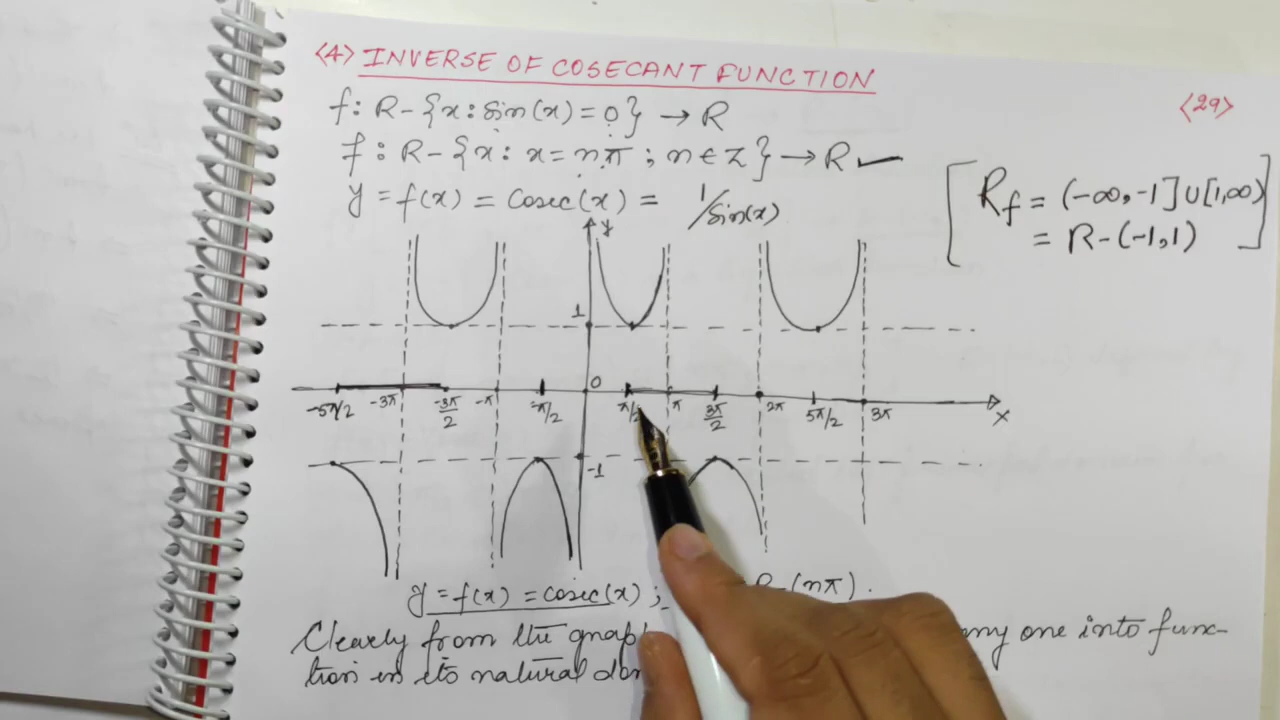 <4> INVERSE OF COSECANT FUNCTION
<29>
f: R-{x: Sin(x)=0} → R
f: R-{x: x=nπ ; n∈Z} → R ✓
y = f(x) = Cosec(x) = 1/Sin(x)
[Rf = (-∞,-1]∪[1,∞)
= R-(-1,1)]
y
1
0
-5π/2 -3π -3π/2 -π -π/2 π/2 π 3π/2 2π 5π/2 3π X
-1
y = f(x) = cosec(x) ; R-(nπ).
Clearly from the graph many one into func-
tion in its natural